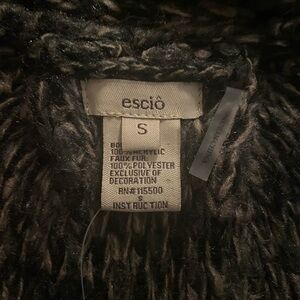 esciô
S
100% ACRYLIC
FAUX FUR:
100% POLYESTER
EXCLUSIVE OF
DECORATION
RN#115500
S
INSTRUCTION